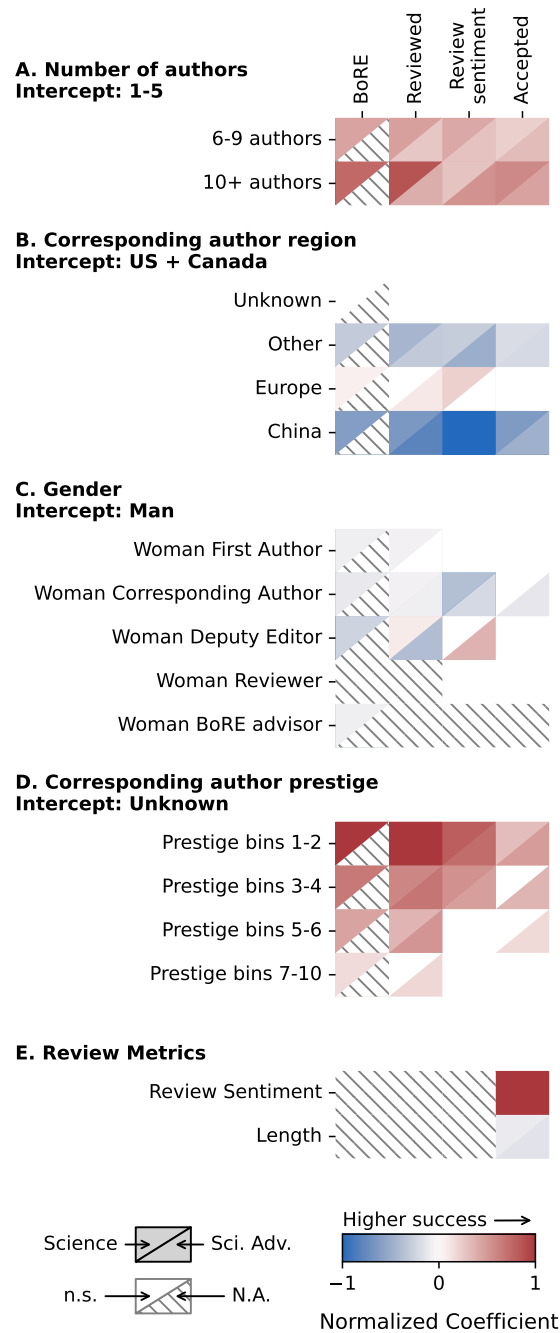 BoRE
Reviewed
Review
sentiment
Accepted
A. Number of authors
Intercept: 1-5
6-9 authors
10+ authors
B. Corresponding author region
Intercept: US + Canada
Unknown
Other
Europe
China
C. Gender
Intercept: Man
Woman First Author
Woman Corresponding Author
Woman Deputy Editor
Woman Reviewer
Woman BoRE advisor
D. Corresponding author prestige
Intercept: Unknown
Prestige bins 1-2
Prestige bins 3-4
Prestige bins 5-6
Prestige bins 7-10
E. Review Metrics
Review Sentiment
Length
Science
Sci. Adv.
n.s.
N.A.
Higher success
−1 0 1
Normalized Coefficient